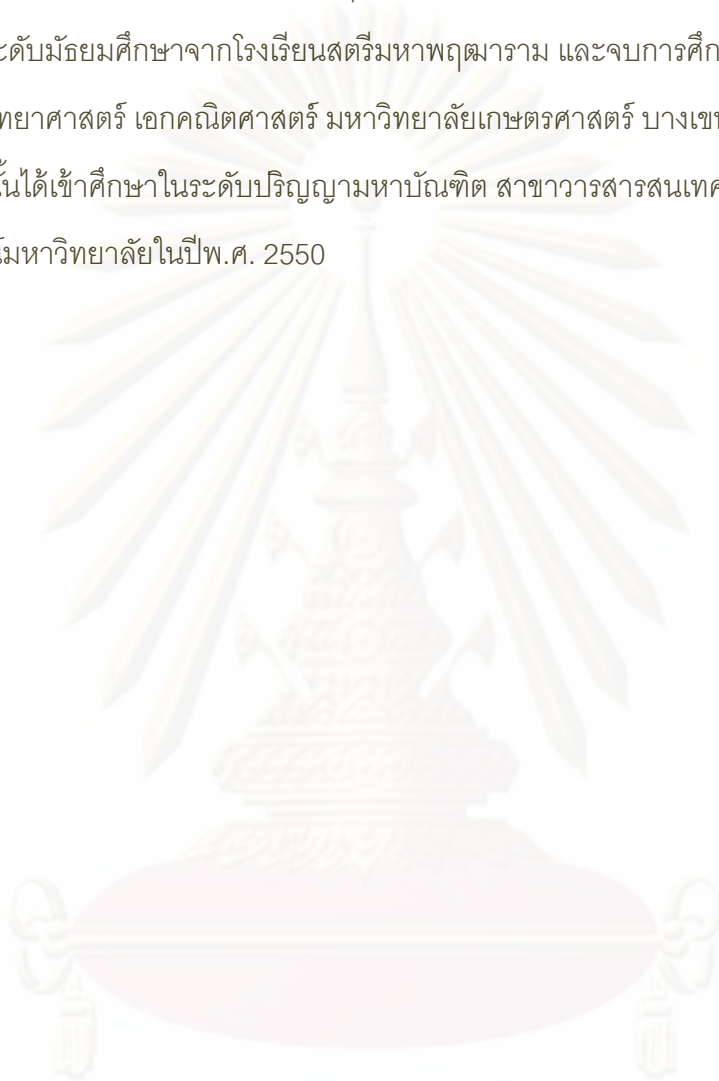 ะดับมัธยมศึกษาจากโรงเรียนสตรีมหาพฤฒาราม และจบการศึก
ทยาศาสตร์ เอกคณิตศาสตร์ มหาวิทยาลัยเกษตรศาสตร์ บางเข
นั้นได้เข้าศึกษาในระดับปริญญามหาบัณฑิต สาขาวารสารสนเทศ
มหาวิทยาลัยในปีพ.ศ. 2550